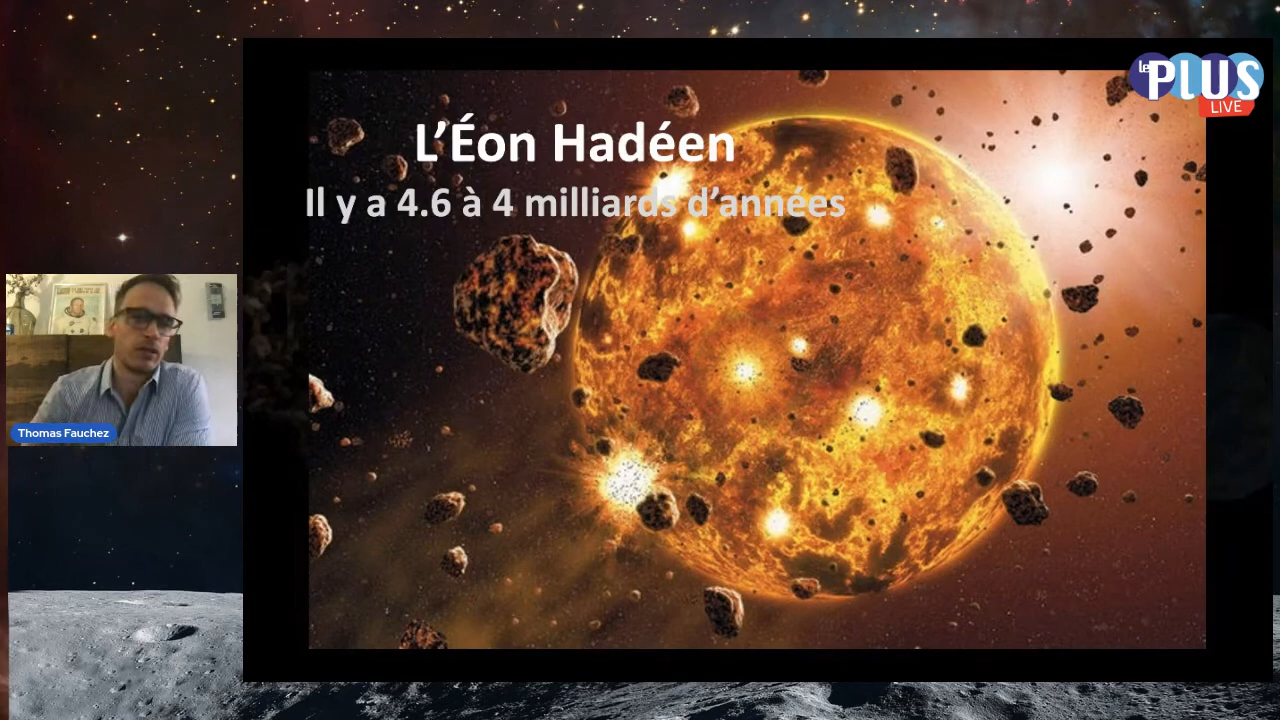 le PLUS
LIVE
L'Éon Hadéen
Il y a 4.6 à 4 milliards d'années
Thomas Fauchez